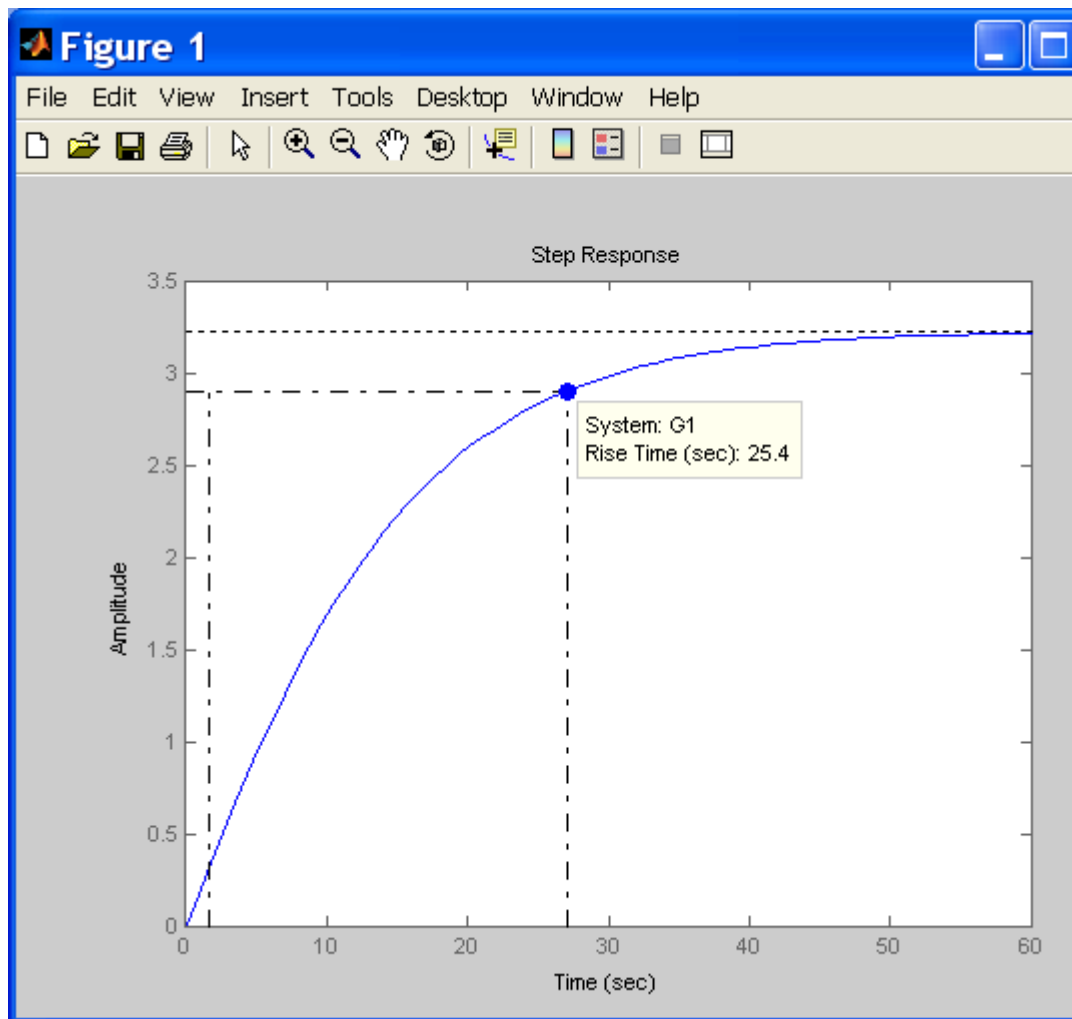 Figure 1
File Edit View Insert Tools Desktop Window Help
Step Response
3.5
3
2.5
2
1.5
1
0.5
0
Amplitude
System: G1
Rise Time (sec): 25.4
0 10 20 30 40 50 60
Time (sec)